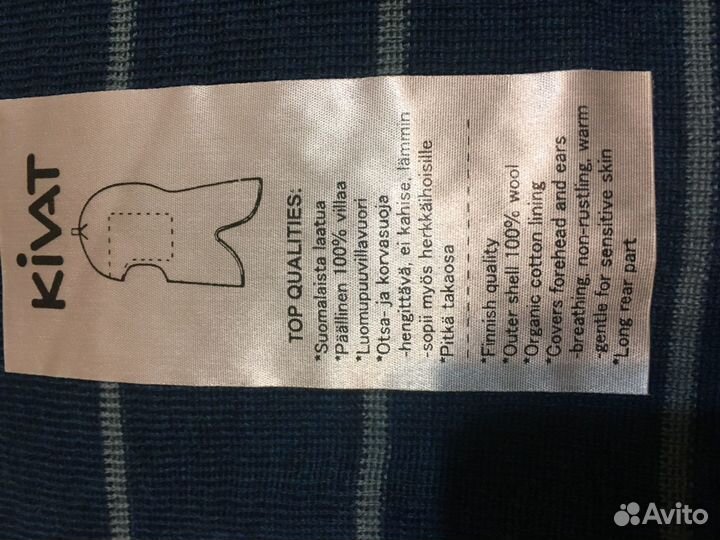 KiVAT
TOP QUALITIES:
*Suomalaista laatua
*Päällinen 100% villaa
*Luomupuuvillavuori
*Otsa- ja korvasuoja
-hengittävä, ei kahise, lämmin
-sopii myös herkkäihoisille
*Pitkä takaosa
*Finnish quality
*Outer shell 100% wool
*Organic cotton lining
*Covers forehead and ears
-breathing, non-rustling, warm
-gentle for sensitive skin
*Long rear part
Avito